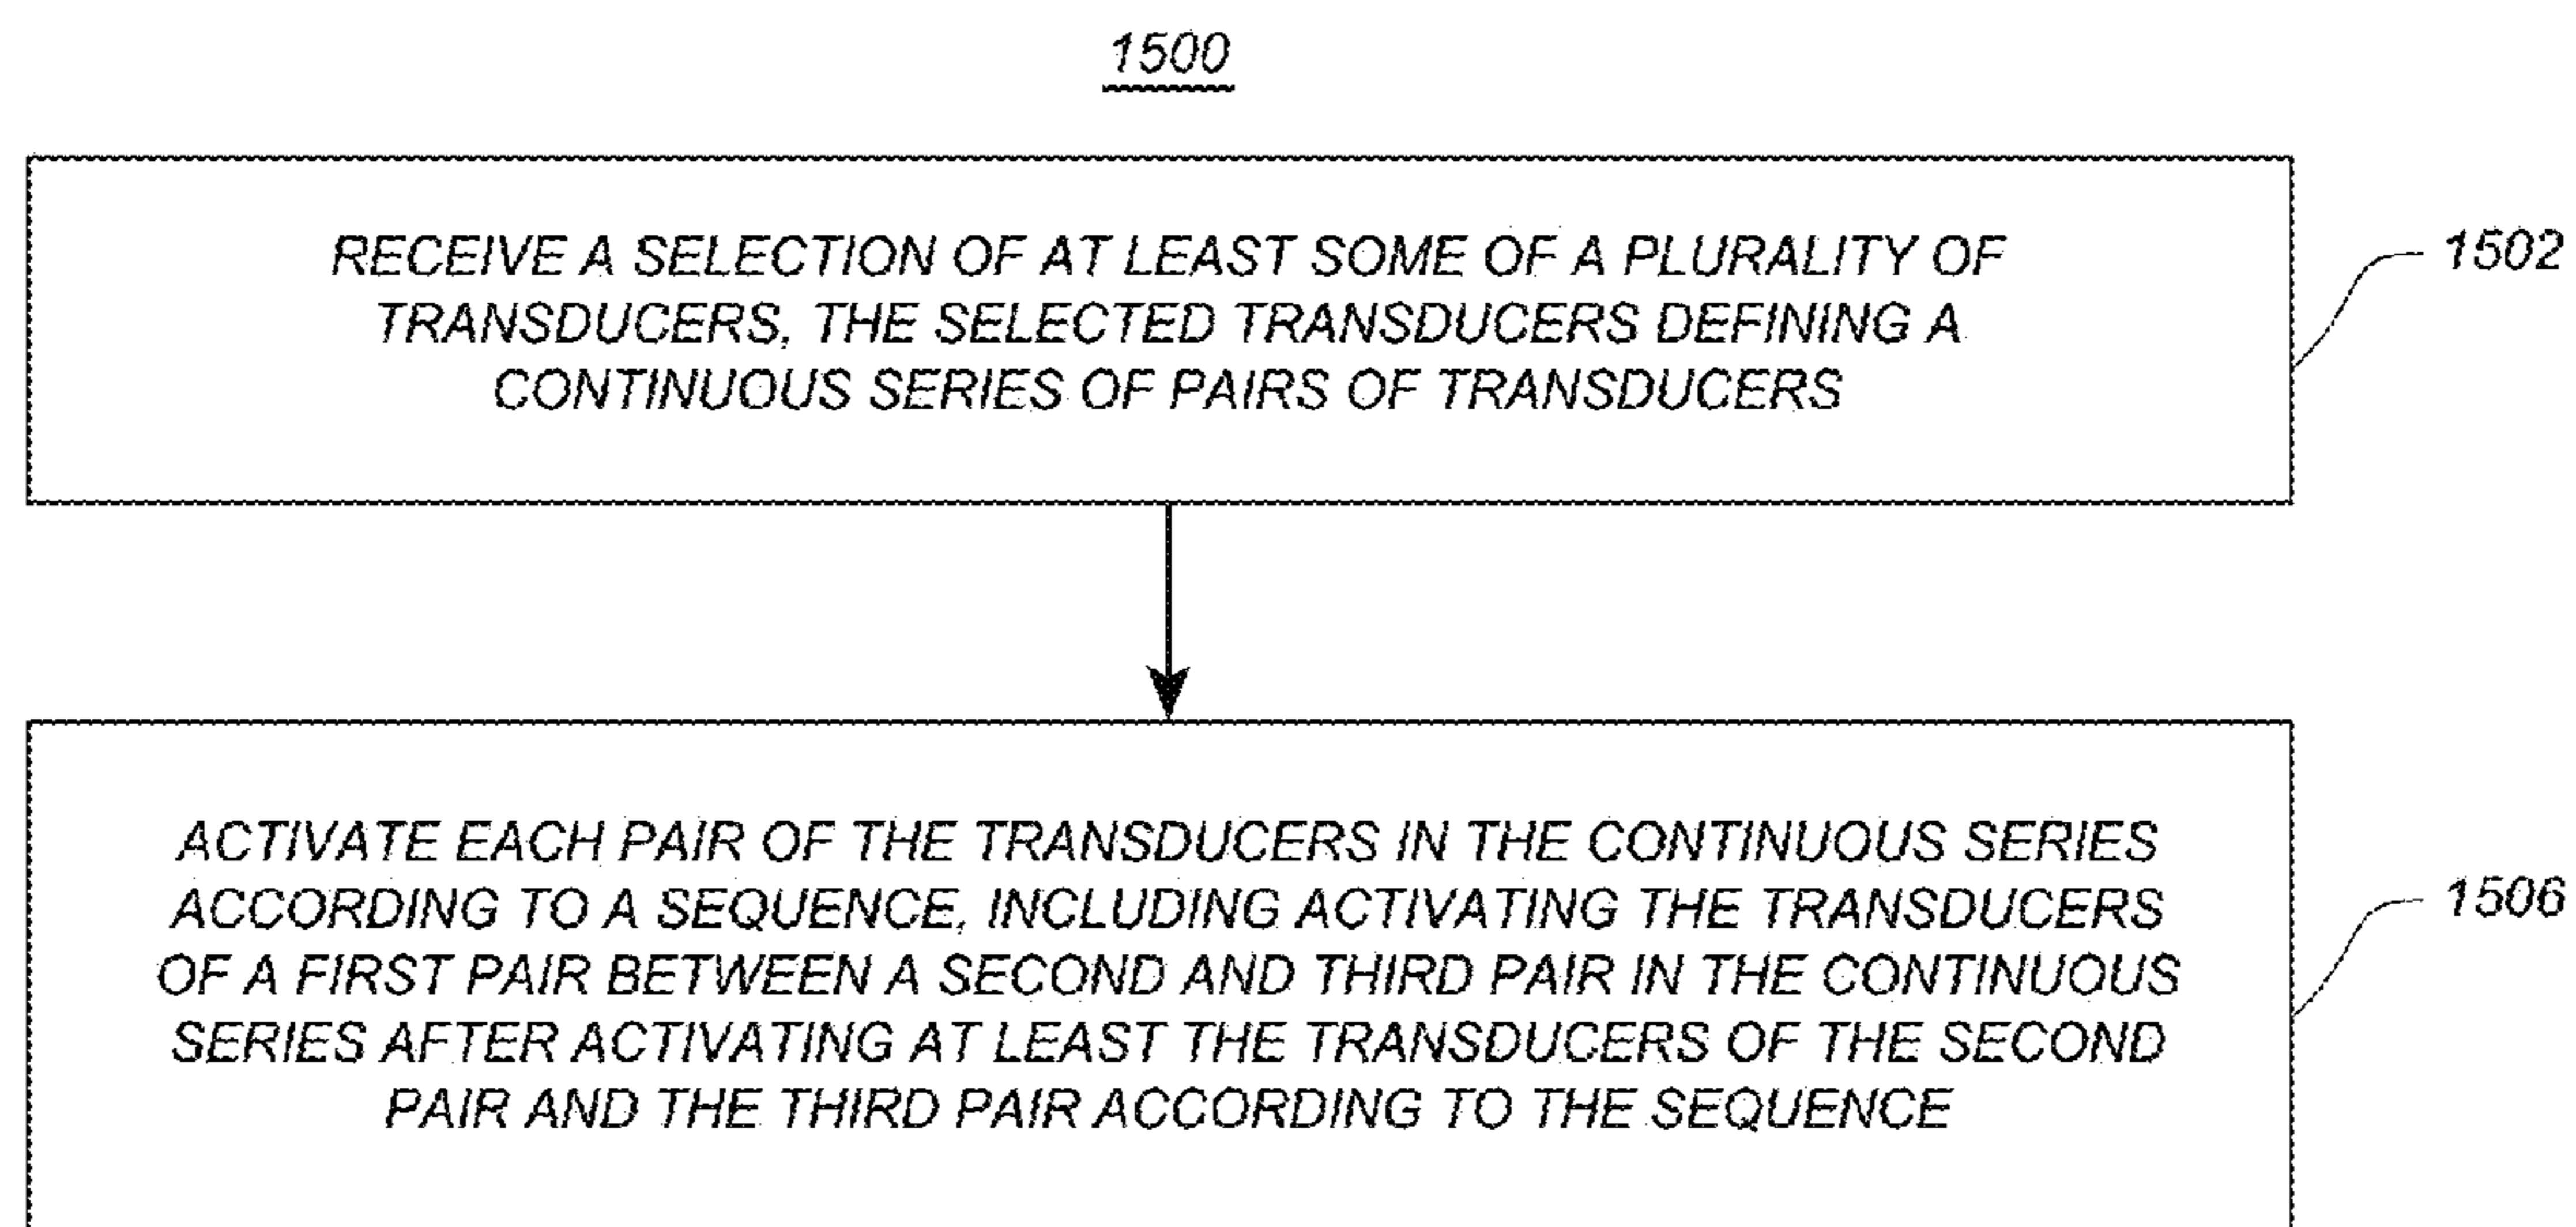 1500
RECEIVE A SELECTION OF AT LEAST SOME OF A PLURALITY OF
TRANSDUCERS, THE SELECTED TRANSDUCERS DEFINING A
CONTINUOUS SERIES OF PAIRS OF TRANSDUCERS
1502
ACTIVATE EACH PAIR OF THE TRANSDUCERS IN THE CONTINUOUS SERIES
ACCORDING TO A SEQUENCE, INCLUDING ACTIVATING THE TRANSDUCERS
OF A FIRST PAIR BETWEEN A SECOND AND THIRD PAIR IN THE CONTINUOUS
SERIES AFTER ACTIVATING AT LEAST THE TRANSDUCERS OF THE SECOND
PAIR AND THE THIRD PAIR ACCORDING TO THE SEQUENCE
1506